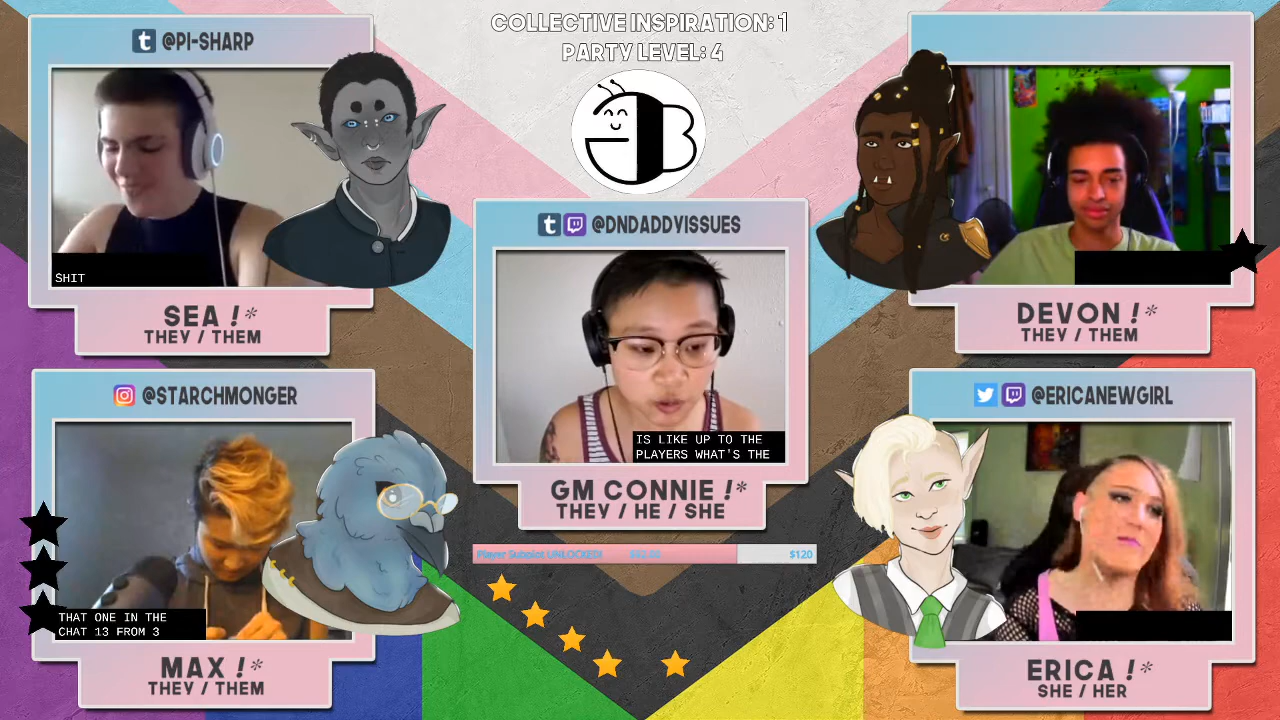 COLLECTIVE INSPIRATION: 1
PARTY LEVEL: 4
@PI-SHARP
SHIT
SEA !*
THEY / THEM
@DNDADDYISSUES
IS LIKE UP TO THE
PLAYERS WHAT'S THE
GM CONNIE !*
THEY / HE / SHE
DEVON !*
THEY / THEM
@STARCHMONGER
THAT ONE IN THE
CHAT 13 FROM 3
MAX !*
THEY / THEM
Player Subplot UNLOCKED! $120
@ERICANEWGIRL
ERICA !*
SHE / HER